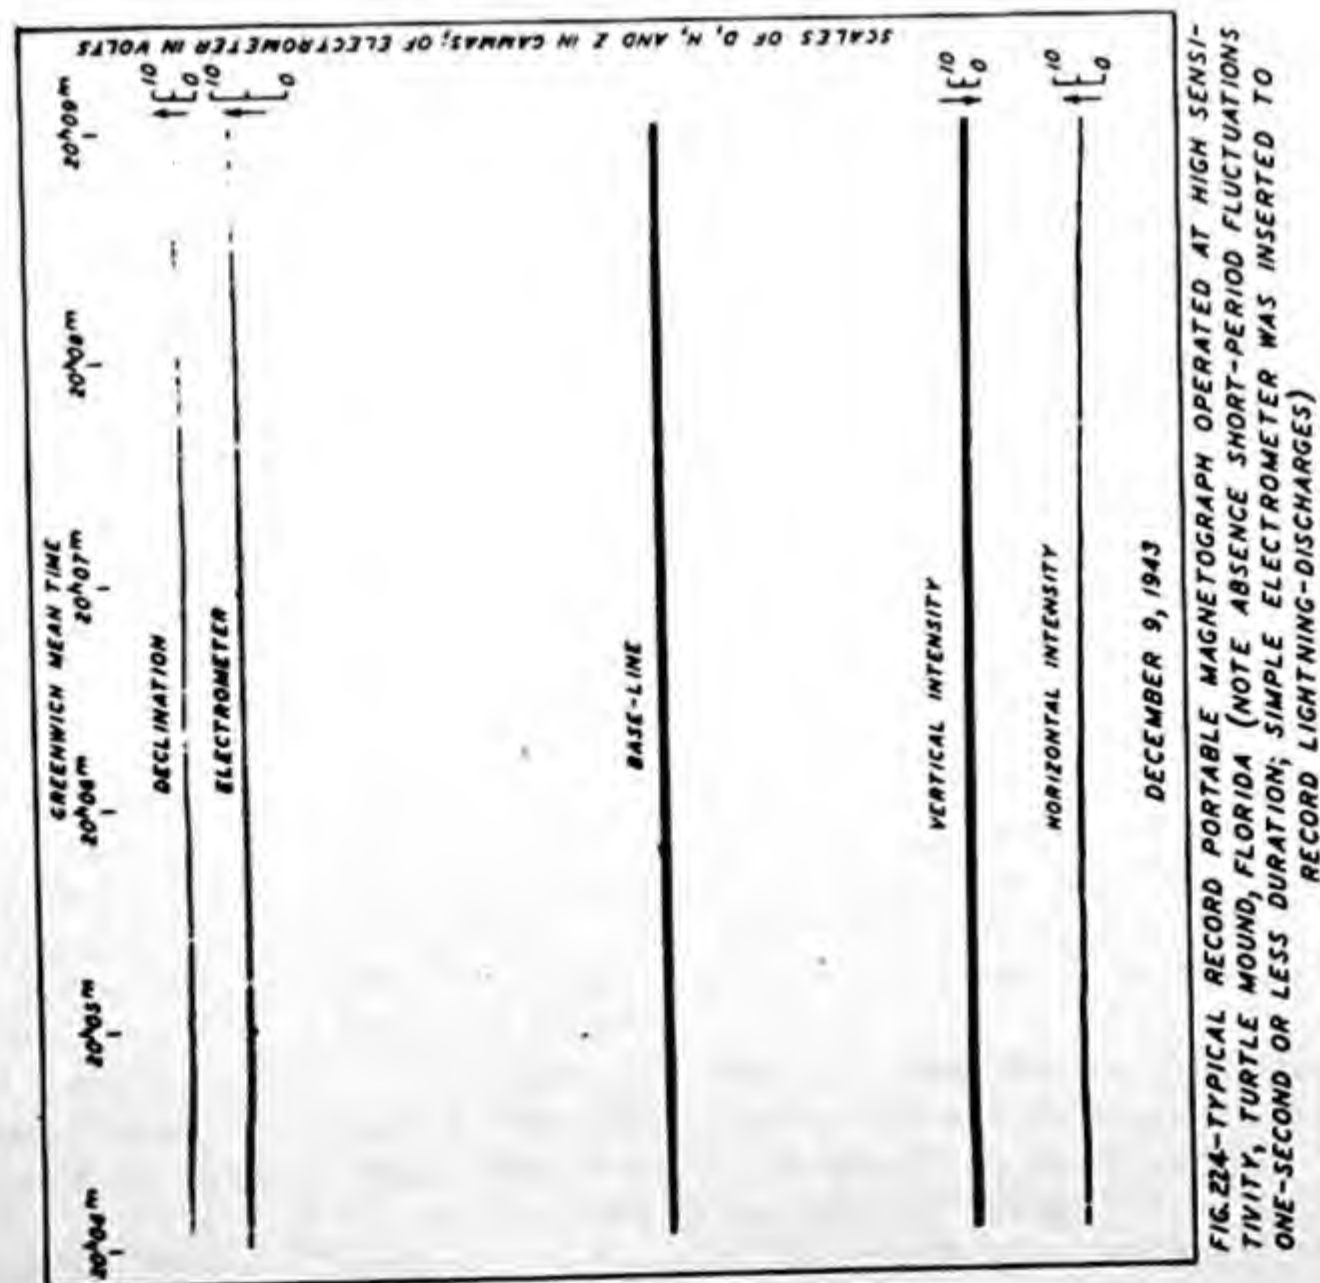 GREENWICH MEAN TIME
20h04m 20h05m 20h06m 20h07m 20h08m 20h09m
DECLINATION
10
0
ELECTROMETER
10
0
BASE-LINE
VERTICAL INTENSITY
10
0
HORIZONTAL INTENSITY
10
0
SCALES OF D, H, AND Z IN GAMMAS; OF ELECTROMETER IN VOLTS
DECEMBER 9, 1943
FIG. 22A-TYPICAL RECORD PORTABLE MAGNETOGRAPH OPERATED AT HIGH SENSI-
TIVITY, TURTLE MOUND, FLORIDA (NOTE ABSENCE SHORT-PERIOD FLUCTUATIONS
ONE-SECOND OR LESS DURATION; SIMPLE ELECTROMETER WAS INSERTED TO
RECORD LIGHTNING-DISCHARGES)